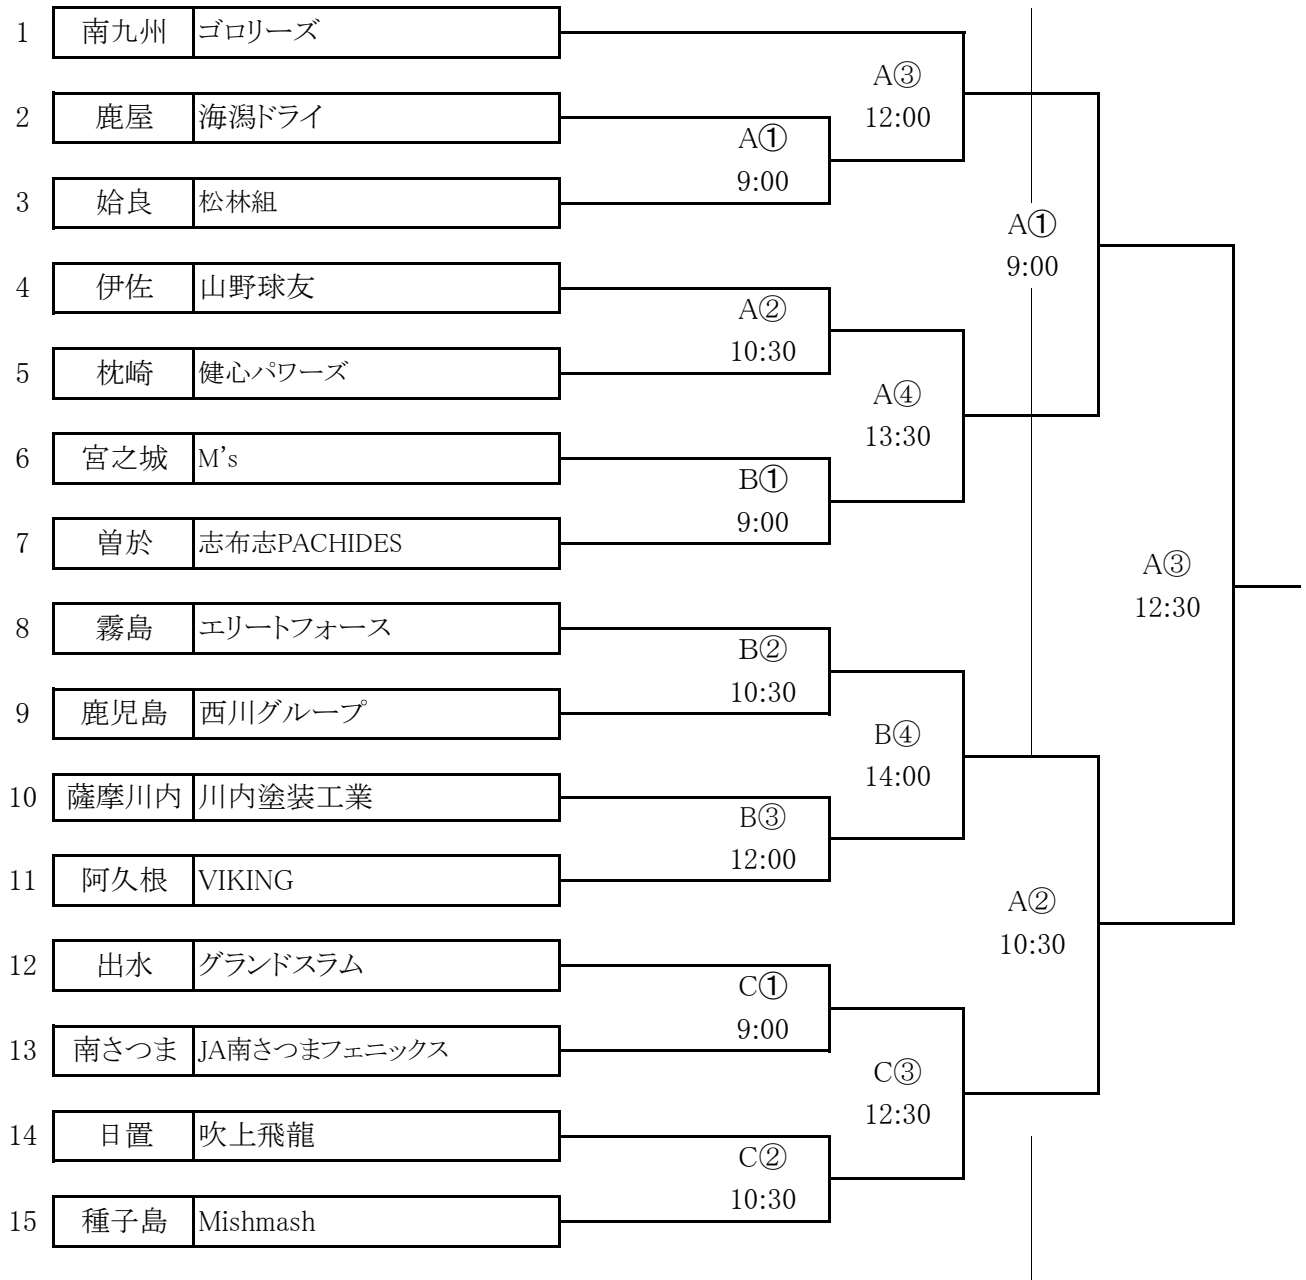 1 南九州 ゴロリーズ
A③
12:00
2 鹿屋 海潟ドライ
A①
9:00
3 姶良 松林組
A①
9:00
4 伊佐 山野球友
A②
10:30
5 枕崎 健心パワーズ
A④
13:30
6 宮之城 M's
B①
9:00
7 曽於 志布志PACHIDES
A③
12:30
8 霧島 エリートフォース
B②
10:30
9 鹿児島 西川グループ
B④
14:00
10 薩摩川内 川内塗装工業
B③
12:00
11 阿久根 VIKING
A②
10:30
12 出水 グランドスラム
C①
9:00
13 南さつま JA南さつまフェニックス
C③
12:30
14 日置 吹上飛龍
C②
10:30
15 種子島 Mishmash